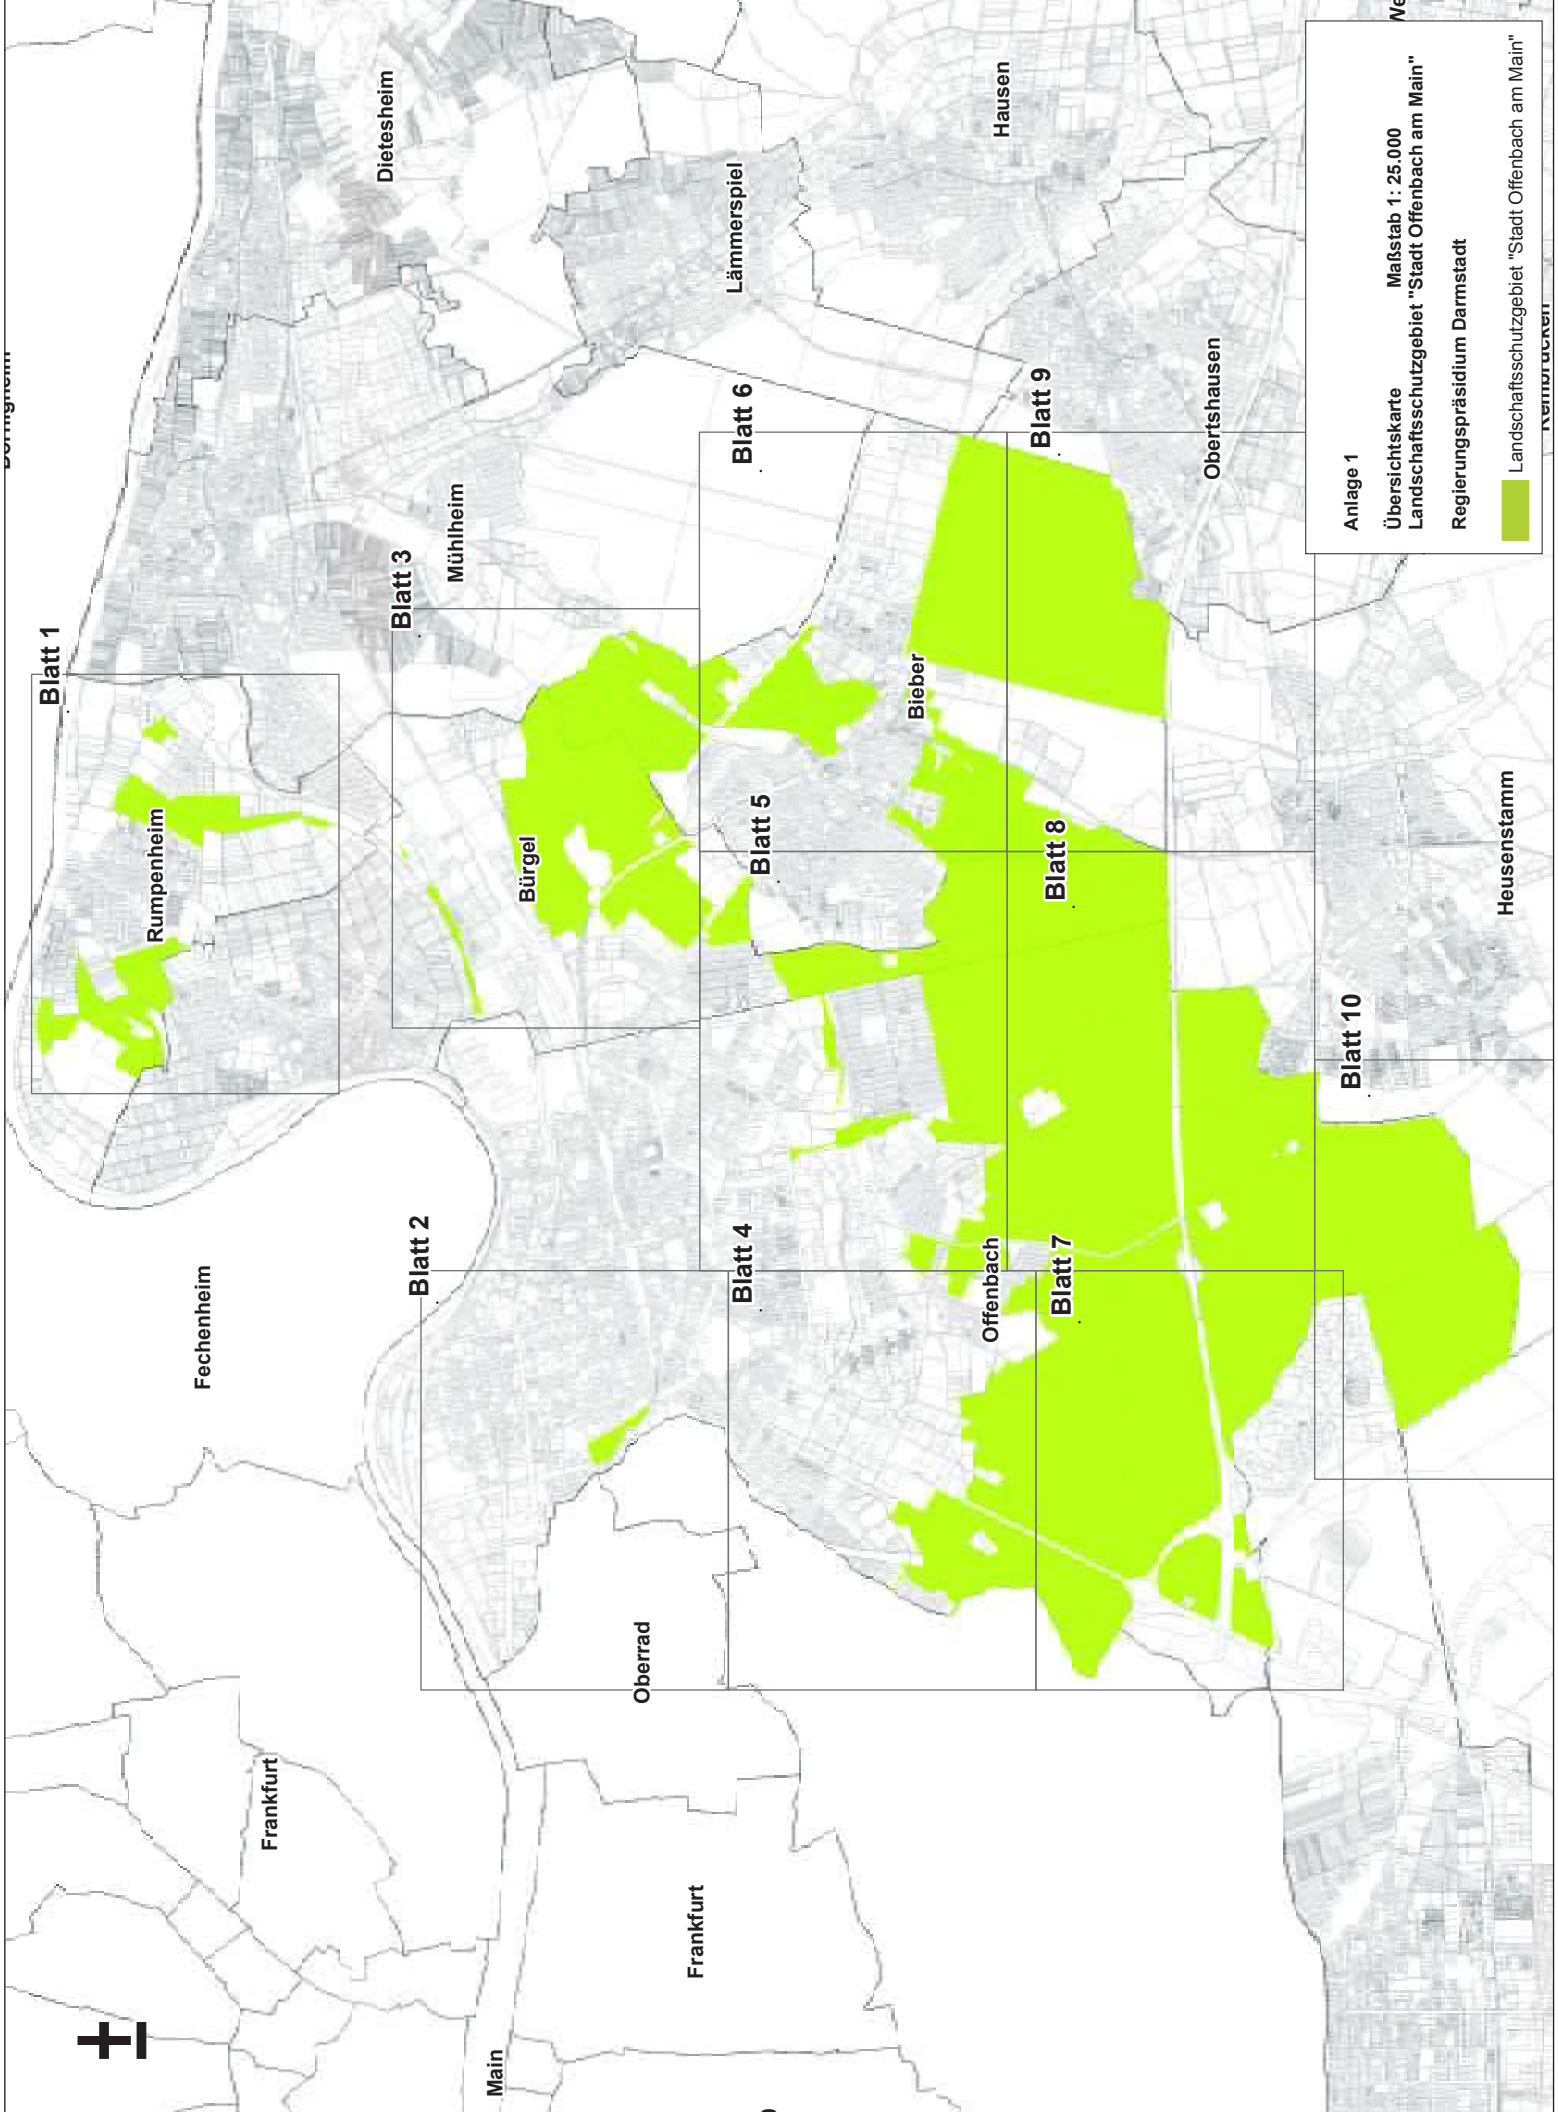 Blatt 1
Rumpenheim
Dietesheim
Fechenheim
Frankfurt
Blatt 2
Blatt 3
Mühlheim
Main
Bürgel
Oberrad
Frankfurt
Lämmerspiel
Blatt 4
Blatt 5
Blatt 6
Bieber
Offenbach
Hausen
Blatt 7
Blatt 8
Blatt 9
Obertshausen
Blatt 10
Heusenstamm
Anlage 1
Übersichtskarte Maßstab 1: 25.000
Landschaftsschutzgebiet "Stadt Offenbach am Main"
Regierungspräsidium Darmstadt
Landschaftsschutzgebiet "Stadt Offenbach am Main"